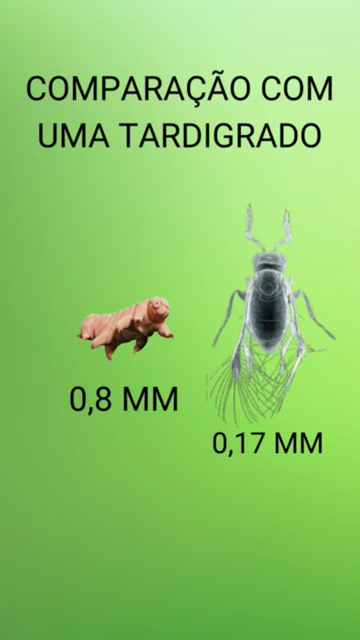 COMPARAÇÃO COM
UMA TARDIGRADO
0,8 MM
0,17 MM